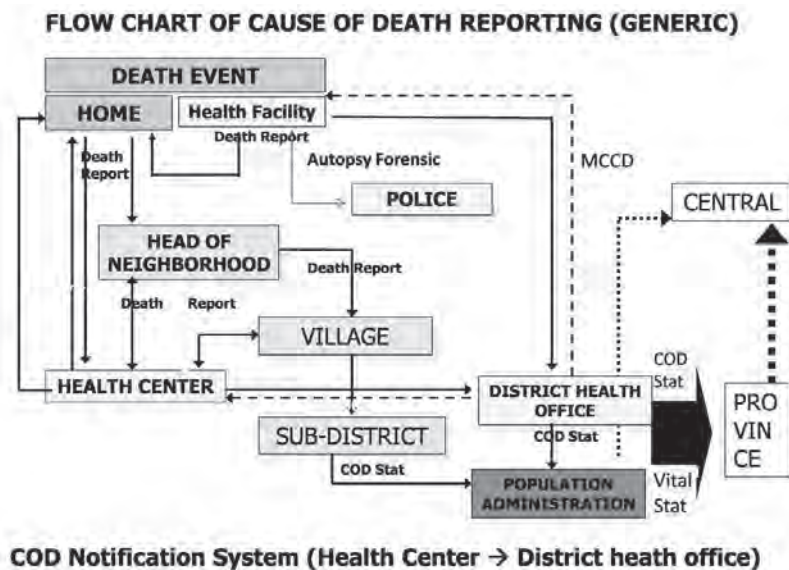 FLOW CHART OF CAUSE OF DEATH REPORTING (GENERIC)
DEATH EVENT
HOME
Health Facility
Death Report
Death
Report
Autopsy Forensic
MCCD
POLICE
CENTRAL
HEAD OF
NEIGHBORHOOD
Death Report
Death Report
VILLAGE
HEALTH CENTER
DISTRICT HEALTH
OFFICE
COD
Stat
PRO
VIN
CE
SUB-DISTRICT
COD Stat
COD Stat
POPULATION
ADMINISTRATION
Vital
Stat
COD Notification System (Health Center → District heath office)